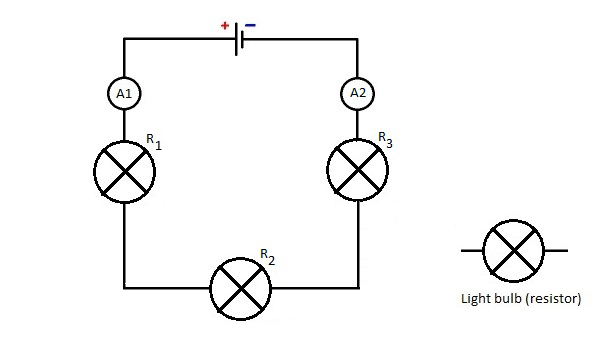 + −
A1
A2
R1
R3
R2
Light bulb (resistor)